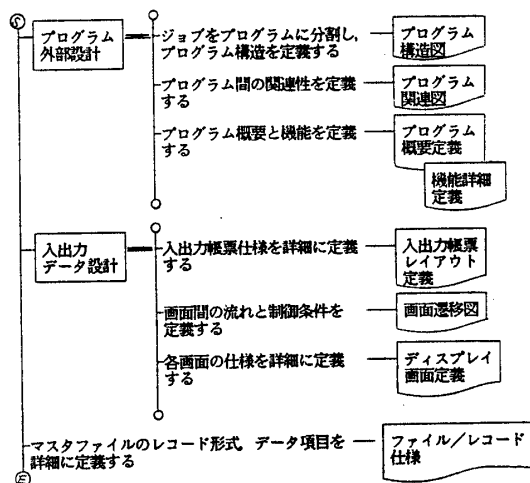 S
プログラム
外部設計
ジョブをプログラムに分割し,
プログラム構造を定義する
プログラム
構造図
プログラム間の関連性を定義
する
プログラム
関連図
プログラム概要と機能を定義
する
プログラム
概要定義
機能詳細
定義
入出力
データ設計
入出力帳票仕様を詳細に定義
する
入出力帳票
レイアウト
定義
画面間の流れと制御条件を
定義する
画面遷移図
各画面の仕様を詳細に定義
する
ディスプレイ
画面定義
マスタファイルのレコード形式,データ項目を
詳細に定義する
ファイル/レコード
仕様
E